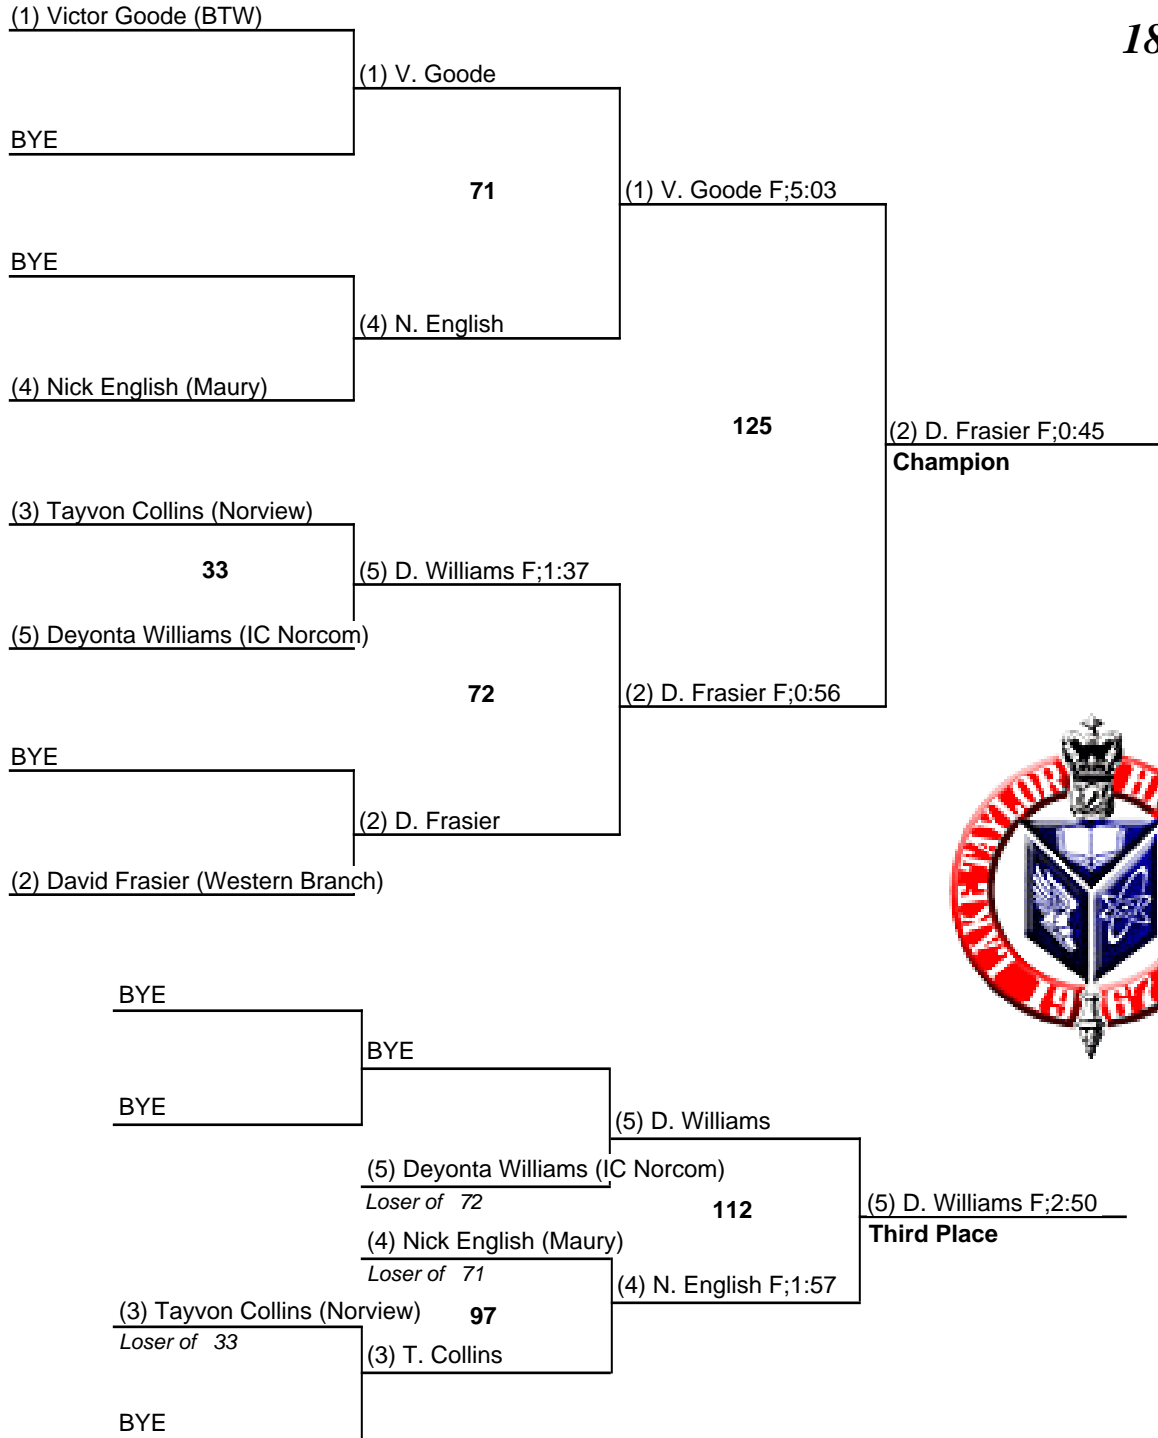 (1) Victor Goode (BTW)
18
(1) V. Goode
BYE
71
(1) V. Goode F;5:03
BYE
(4) N. English
(4) Nick English (Maury)
125
(2) D. Frasier F;0:45
Champion
(3) Tayvon Collins (Norview)
33
(5) D. Williams F;1:37
(5) Deyonta Williams (IC Norcom)
72
(2) D. Frasier F;0:56
BYE
(2) D. Frasier
(2) David Frasier (Western Branch)
LAKE TAYLOR H
1967
BYE
BYE
BYE
(5) D. Williams
(5) Deyonta Williams (IC Norcom)
Loser of 72
112
(5) D. Williams F;2:50
Third Place
(4) Nick English (Maury)
Loser of 71
(4) N. English F;1:57
(3) Tayvon Collins (Norview)
97
Loser of 33
(3) T. Collins
BYE